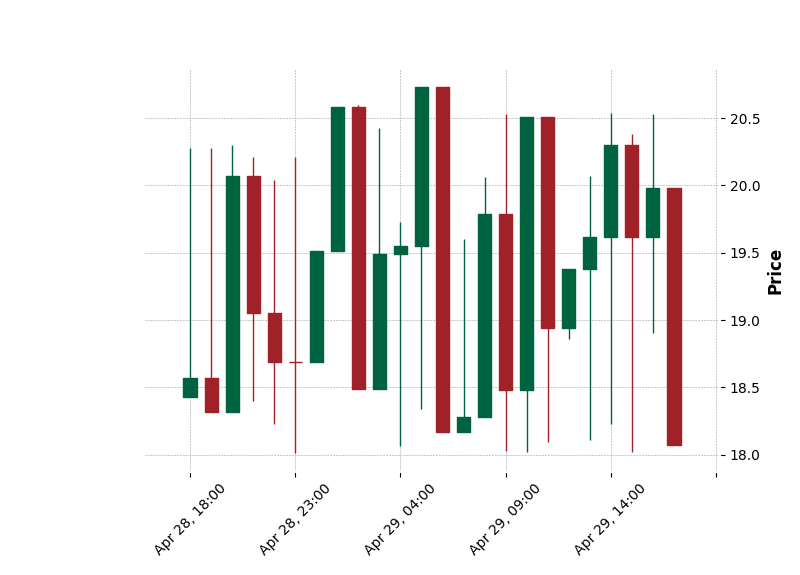 20.5
20.0
19.5
19.0
18.5
18.0
Price
Apr 28, 18:00
Apr 28, 23:00
Apr 29, 04:00
Apr 29, 09:00
Apr 29, 14:00